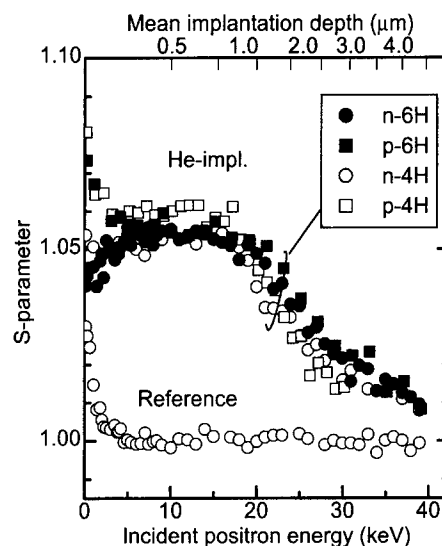 Mean implantation depth (μm)
0.5 1.0 2.0 3.0 4.0
1.10
He-impl.
n-6H
p-6H
n-4H
p-4H
1.05
S-parameter
Reference
1.00
0 10 20 30 40
Incident positron energy (keV)